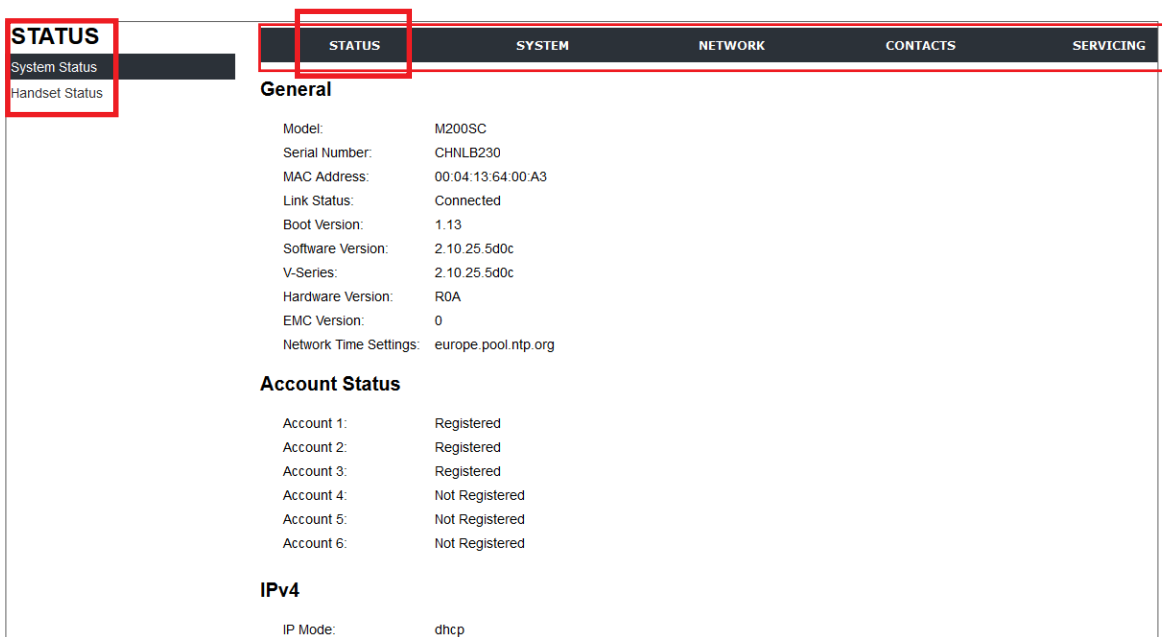 STATUS
System Status
Handset Status
STATUS SYSTEM NETWORK CONTACTS SERVICING
General
Model: M200SC
Serial Number: CHNLB230
MAC Address: 00:04:13:64:00:A3
Link Status: Connected
Boot Version: 1.13
Software Version: 2.10.25.5d0c
V-Series: 2.10.25.5d0c
Hardware Version: R0A
EMC Version: 0
Network Time Settings: europe.pool.ntp.org
Account Status
Account 1: Registered
Account 2: Registered
Account 3: Registered
Account 4: Not Registered
Account 5: Not Registered
Account 6: Not Registered
IPv4
IP Mode: dhcp